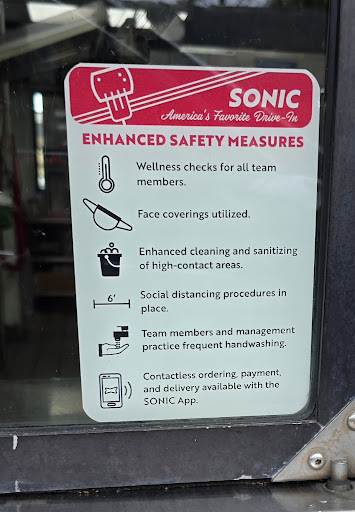 SONIC
America's Favorite Drive-In
ENHANCED SAFETY MEASURES
Wellness checks for all team
members.
Face coverings utilized.
Enhanced cleaning and sanitizing
of high-contact areas.
6'
Social distancing procedures in
place.
Team members and management
practice frequent handwashing.
Contactless ordering, payment,
and delivery available with the
SONIC App.